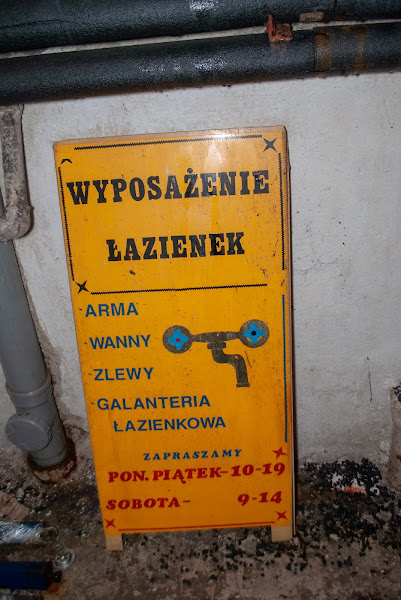 WYPOSAŻENIE
ŁAZIENEK
ARMA
WANNY
ZLEWY
GALANTERIA
ŁAZIENKOWA
ZAPRASZAMY
PON. PIĄTEK-10-19
SOBOTA- 9-14